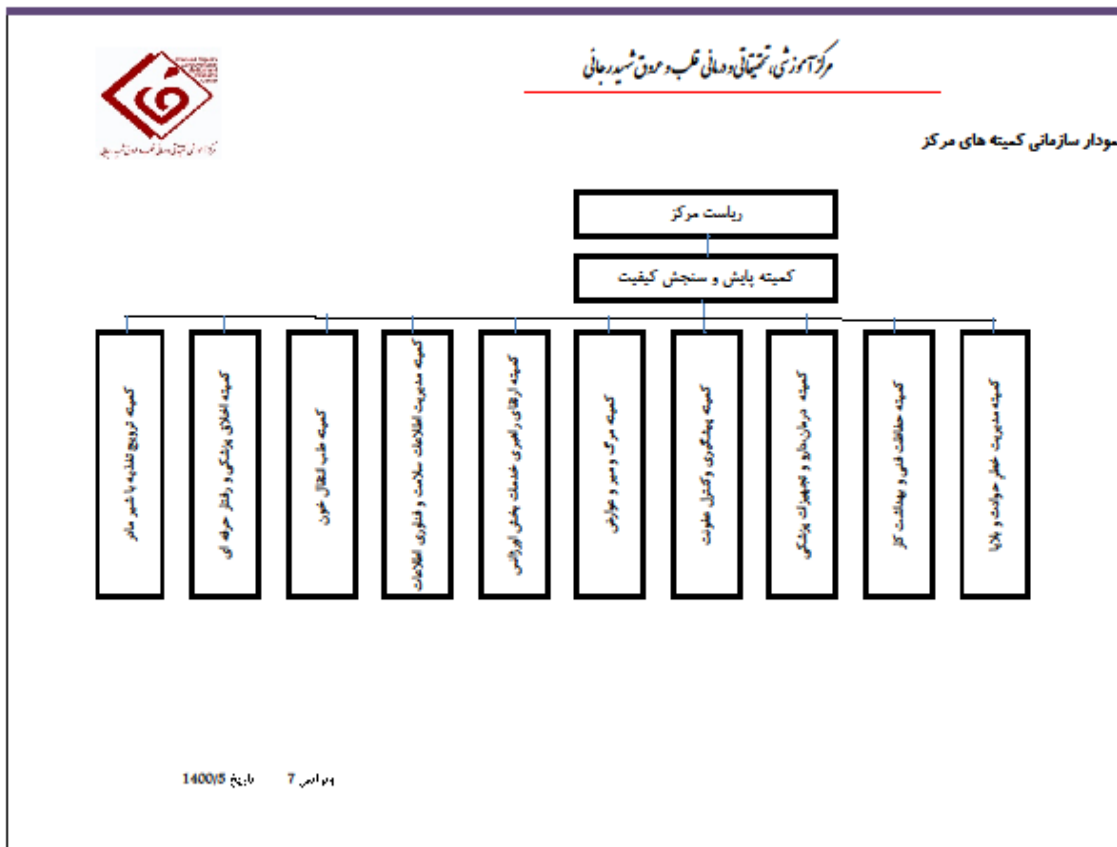 مرکز آموزشی، تحقیقاتی و درمانی قلب و عروق شهید رجائی
مودار سازمانی کمیته های مرکز
ریاست مرکز
کمیته پایش و سنجش کیفیت
کمیته مدیریت خطر حوادث و بلایا
کمیته حفاظت فنی و بهداشت کار
کمیته درمان،دارو و تجهیزات پزشکی
کمیته پیشگیری وکنترل عفونت
کمیته مرگ و میر و عوارض
کمیته ارتقای راهبری خدمات بخش اورژانس
کمیته مدیریت اطلاعات سلامت و فناوری اطلاعات
کمیته طب انتقال خون
کمیته اخلاق پزشکی و رفتار حرفه ای
کمیته ترویج تغذیه با شیر مادر
ویرایش 7 تاریخ 1400/5